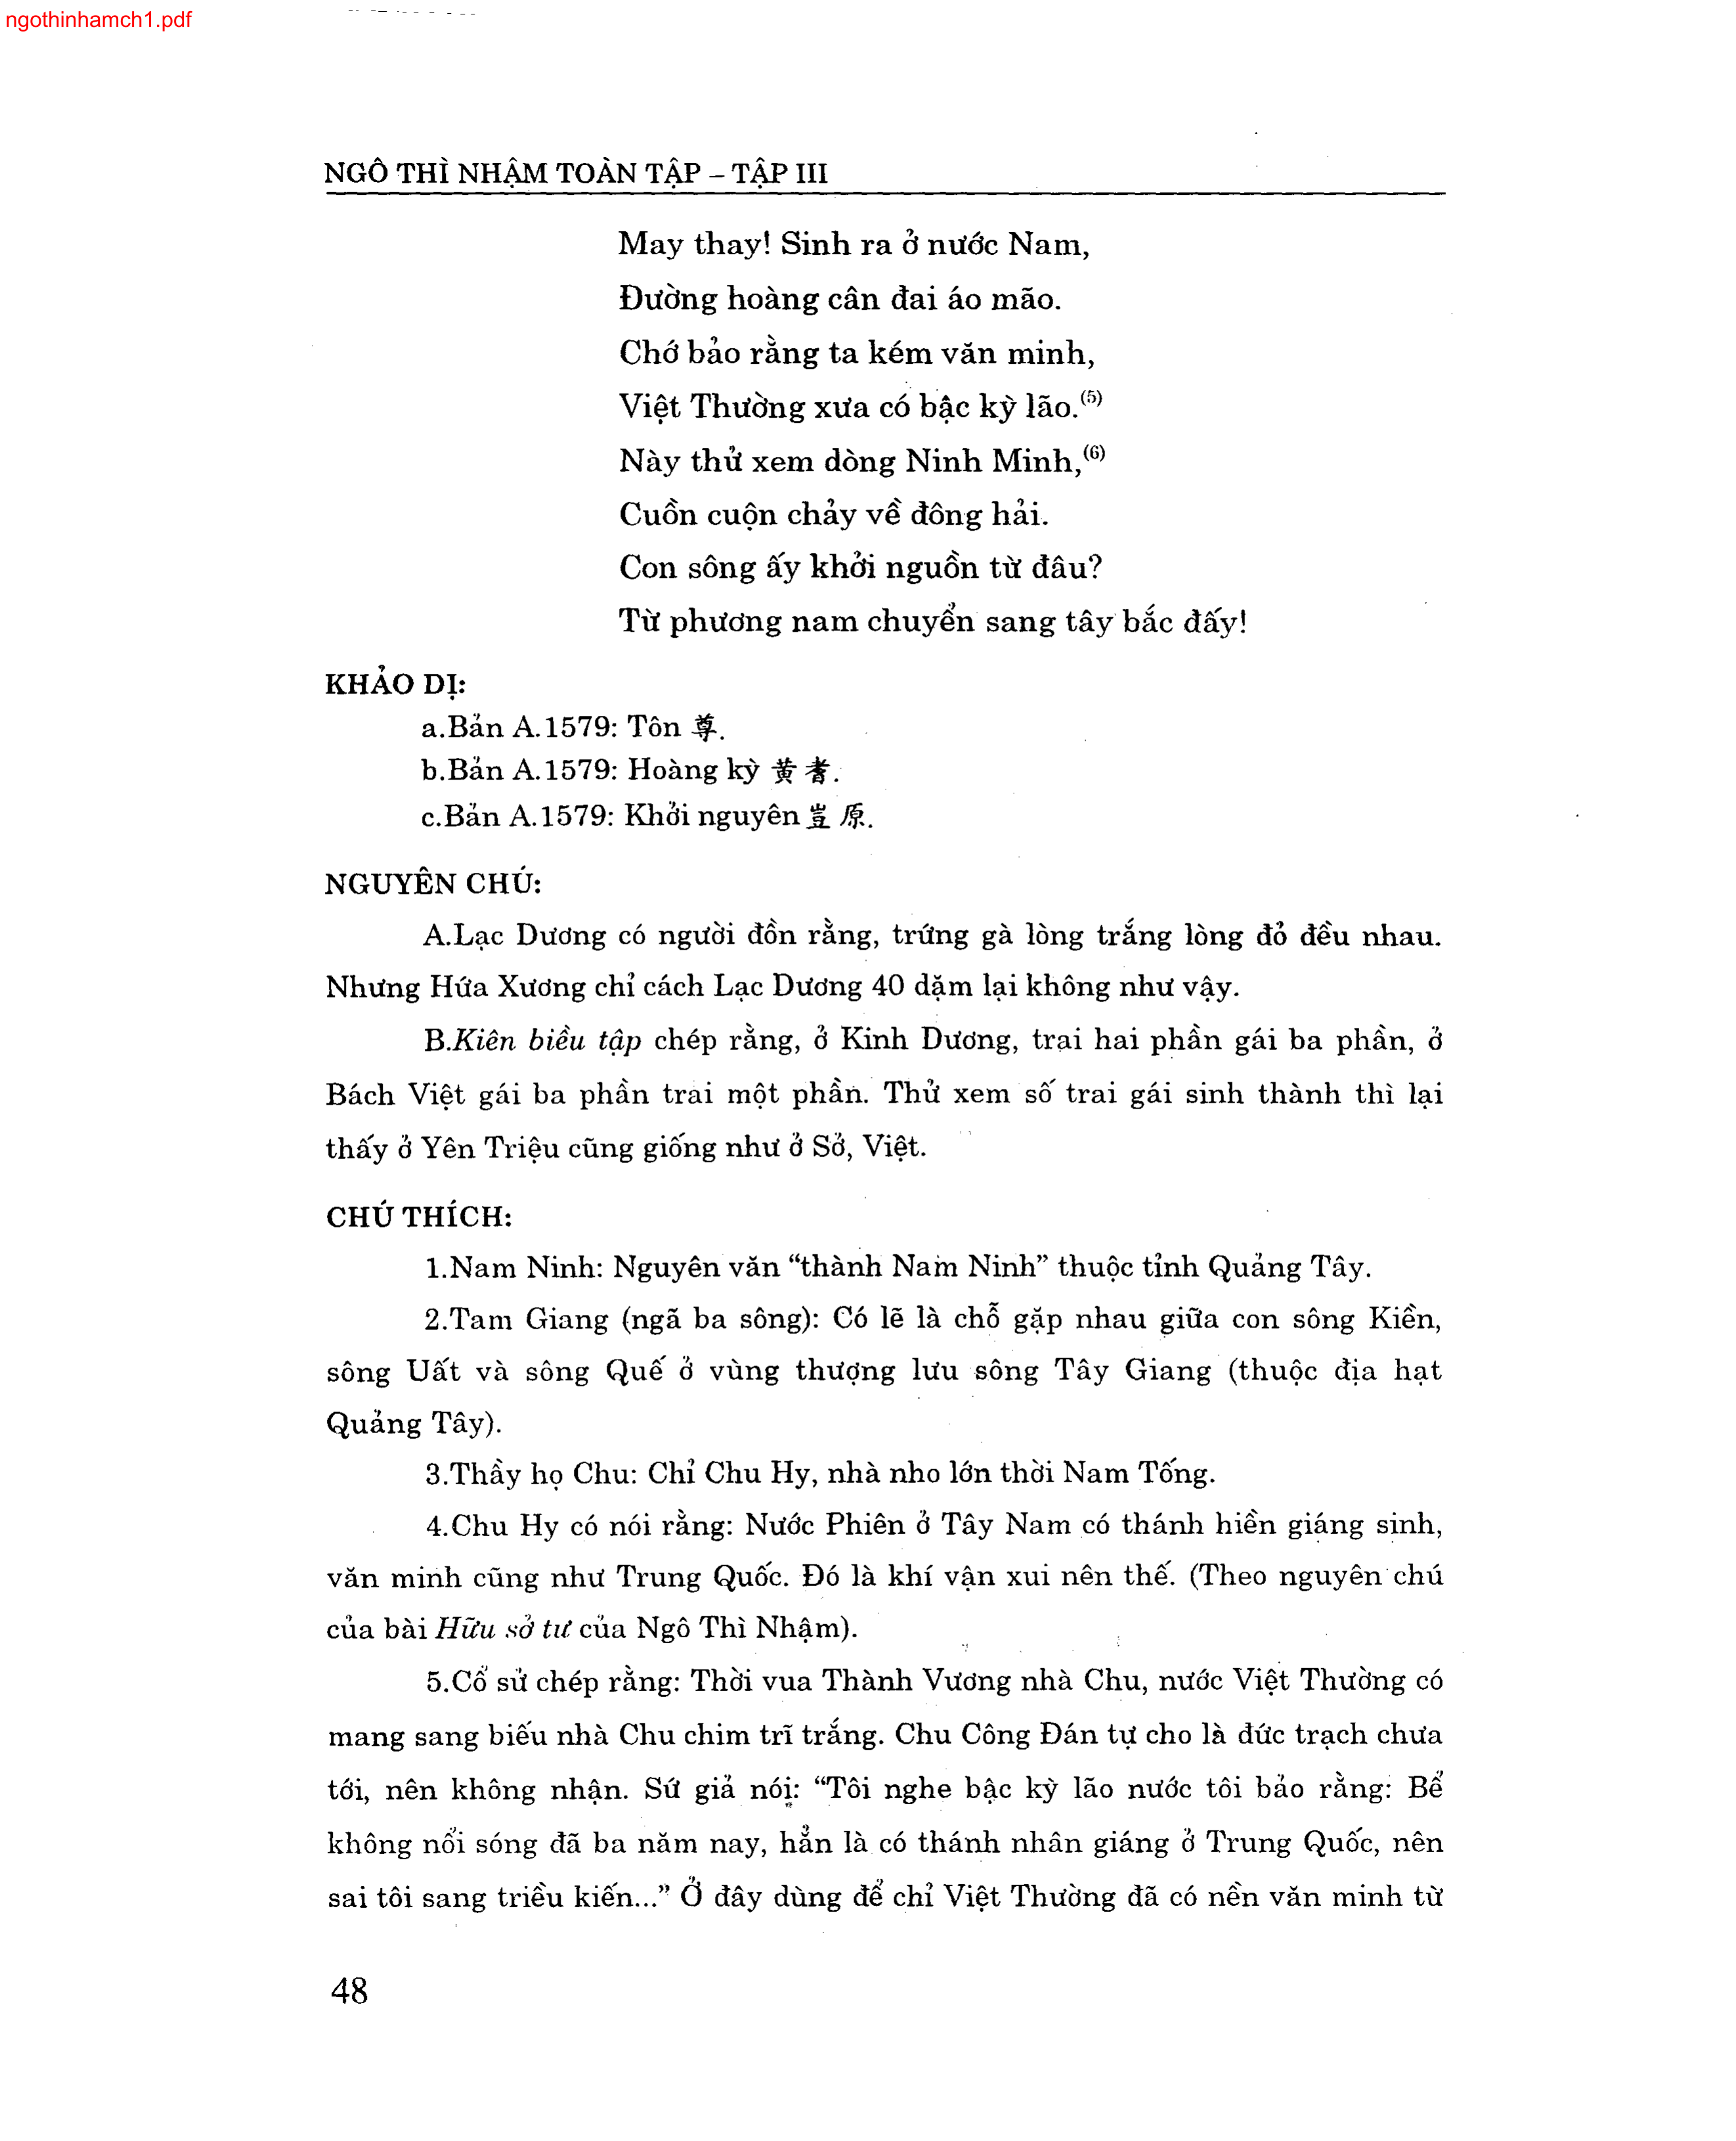 ngothinhamch1.pdf
NGÔ THÌ NHẬM TOÀN TẬP – TẬP III
May thay! Sinh ra ở nước Nam,
Đường hoàng cân đai áo mão.
Chớ bảo rằng ta kém văn minh,
Việt Thường xưa có bậc kỳ lão.(5)
Này thử xem dòng Ninh Minh,(6)
Cuồn cuộn chảy về đông hải.
Con sông ấy khởi nguồn từ đâu?
Từ phương nam chuyển sang tây bắc đấy!
KHẢO DỊ:
a.Bản A.1579: Tôn 尊.
b.Bản A.1579: Hoàng kỳ 黄耆.
c.Bản A.1579: Khởi nguyên 豈原.
NGUYÊN CHÚ:
A.Lạc Dương có người đồn rằng, trứng gà lòng trắng lòng đỏ đều nhau.
Nhưng Hứa Xương chỉ cách Lạc Dương 40 dặm lại không như vậy.
B.Kiên biều tập chép rằng, ở Kinh Dương, trai hai phần gái ba phần, ở
Bách Việt gái ba phần trai một phần. Thử xem số trai gái sinh thành thì lại
thấy ở Yên Triệu cũng giống như ở Sở, Việt.
CHÚ THÍCH:
1.Nam Ninh: Nguyên văn “thành Nam Ninh” thuộc tỉnh Quảng Tây.
2.Tam Giang (ngã ba sông): Có lẽ là chỗ gặp nhau giữa con sông Kiền,
sông Uất và sông Quế ở vùng thượng lưu sông Tây Giang (thuộc địa hạt
Quảng Tây).
3.Thầy họ Chu: Chỉ Chu Hy, nhà nho lớn thời Nam Tống.
4.Chu Hy có nói rằng: Nước Phiên ở Tây Nam có thánh hiền giáng sinh,
văn minh cũng như Trung Quốc. Đó là khí vận xui nên thế. (Theo nguyên chú
của bài Hữu sở tư của Ngô Thì Nhậm).
5.Cổ sử chép rằng: Thời vua Thành Vương nhà Chu, nước Việt Thường có
mang sang biếu nhà Chu chim trĩ trắng. Chu Công Đán tự cho là đức trạch chưa
tới, nên không nhận. Sứ giả nói: “Tôi nghe bậc kỳ lão nước tôi bảo rằng: Bể
không nổi sóng đã ba năm nay, hẳn là có thánh nhân giáng ở Trung Quốc, nên
sai tôi sang triều kiến...” Ở đây dùng để chỉ Việt Thường đã có nền văn minh từ
48